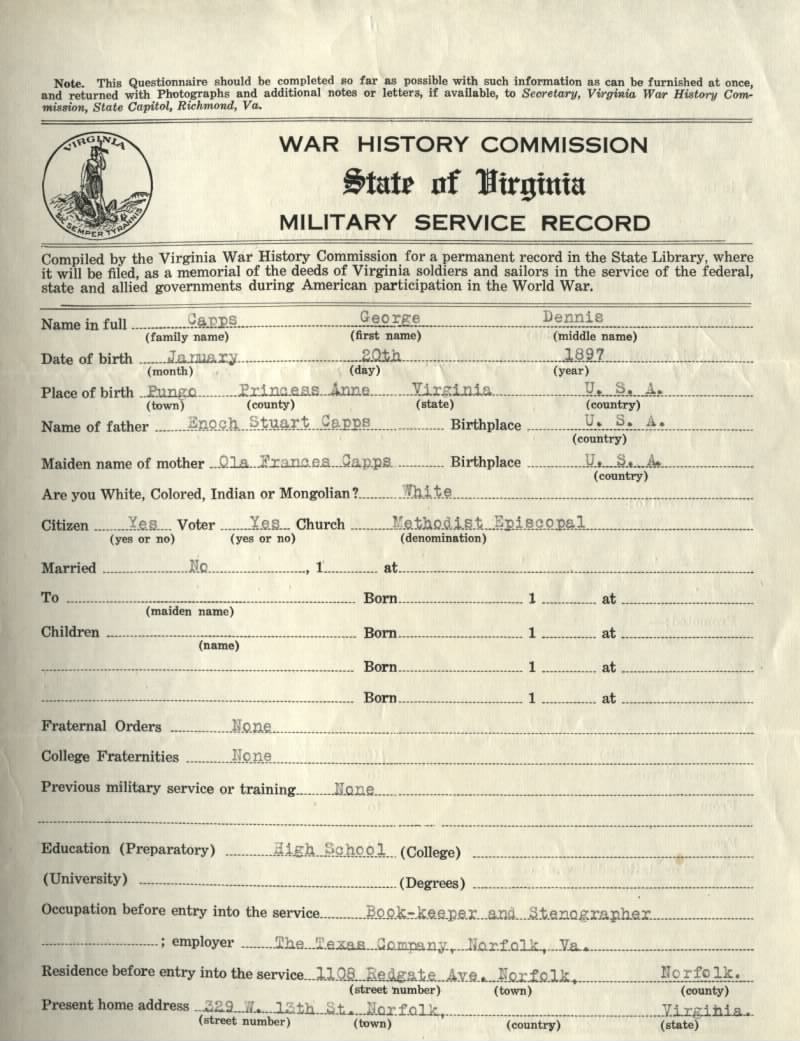 Note. This Questionnaire should be completed so far as possible with such information as can be furnished at once,
and returned with Photographs and additional notes or letters, if available, to Secretary, Virginia War History Com-
mission, State Capitol, Richmond, Va.
VIRGINIA
SIC SEMPER TYRANNIS
WAR HISTORY COMMISSION
State of Virginia
MILITARY SERVICE RECORD
Compiled by the Virginia War History Commission for a permanent record in the State Library, where
it will be filed, as a memorial of the deeds of Virginia soldiers and sailors in the service of the federal,
state and allied governments during American participation in the World War.
Name in full Capps George Dennis
(family name) (first name) (middle name)
Date of birth January 20th 1897
(month) (day) (year)
Place of birth Pungo Princess Anne Virginia U. S. A.
(town) (county) (state) (country)
Name of father Enoch Stuart Capps Birthplace U. S. A.
(country)
Maiden name of mother Ola Frances Capps Birthplace U. S. A.
(country)
Are you White, Colored, Indian or Mongolian? White
Citizen Yes Voter Yes Church Methodist Episcopal
(yes or no) (yes or no) (denomination)
Married No , 1 at
To Born 1 at
(maiden name)
Children Born 1 at
(name)
Born 1 at
Born 1 at
Fraternal Orders None
College Fraternities None
Previous military service or training None
Education (Preparatory) High School (College)
(University) (Degrees)
Occupation before entry into the service Book-keeper and Stenographer
; employer The Texas Company, Norfolk, Va.
Residence before entry into the service 1108 Redgate Ave. Norfolk, Norfolk.
(street number) (town) (county)
Present home address 329 W. 13th St. Norfolk, Virginia.
(street number) (town) (country) (state)